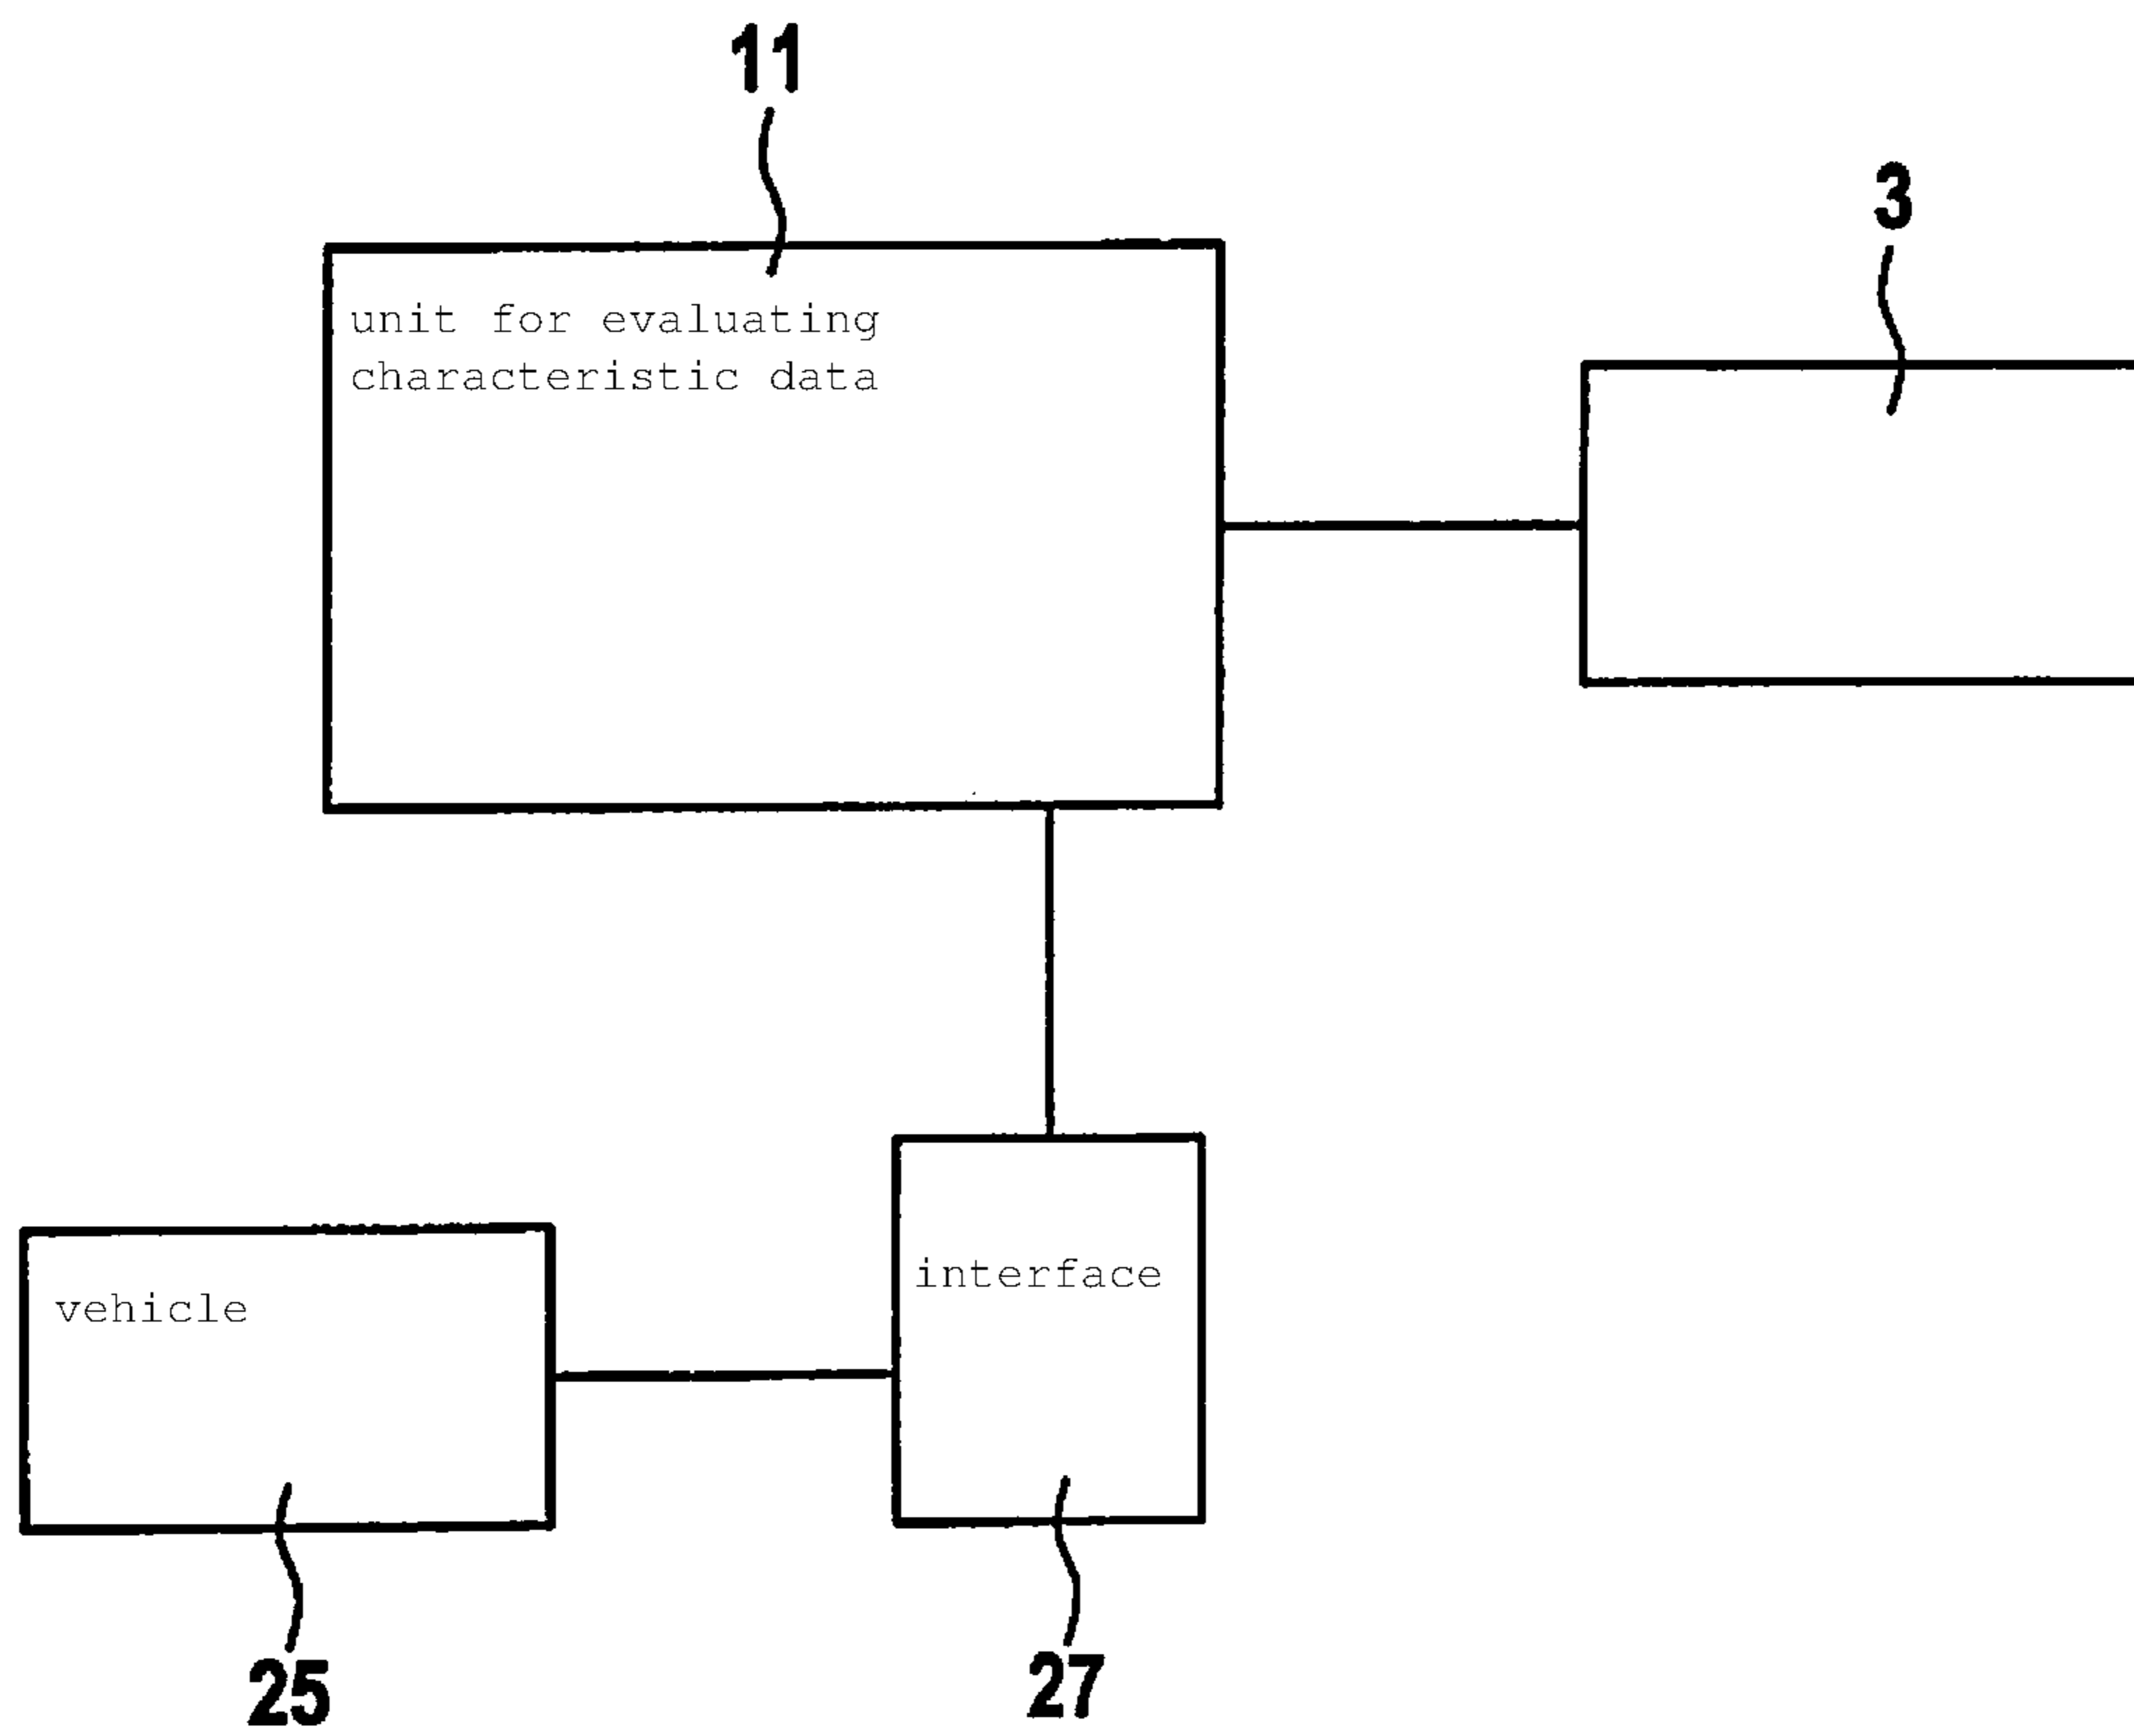 11
3
unit for evaluating
characteristic data
interface
vehicle
25
27